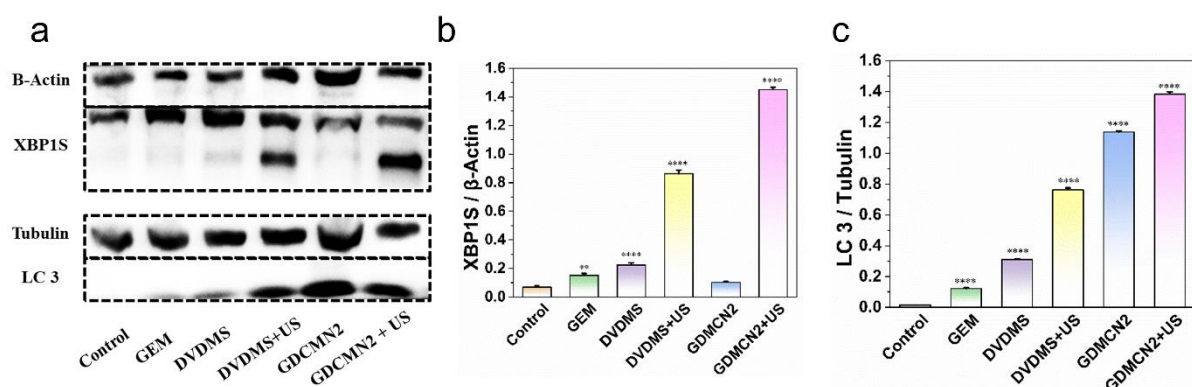 a
B-Actin
XBP1S
Tubulin
LC 3
Control
GEM
DVDMS
DVDMS+US
GDCMN2
GDCMN2 + US
b
XBP1S / β-Actin
1.6
1.4
1.2
1.0
0.8
0.6
0.4
0.2
0.0
**
****
****
****
Control
GEM
DVDMS
DVDMS+US
GDMCN2
GDMCN2+US
c
LC 3 / Tubulin
1.6
1.4
1.2
1.0
0.8
0.6
0.4
0.2
0.0
****
****
****
****
****
Control
GEM
DVDMS
DVDMS+US
GDMCN2
GDMCN2+US